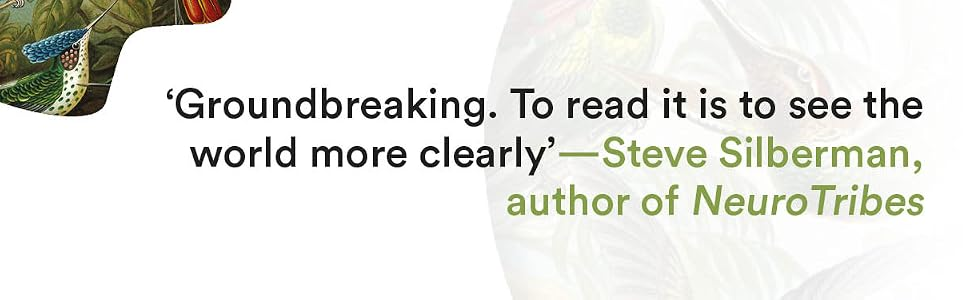 ‘Groundbreaking. To read it is to see the
world more clearly’—Steve Silberman,
author of NeuroTribes